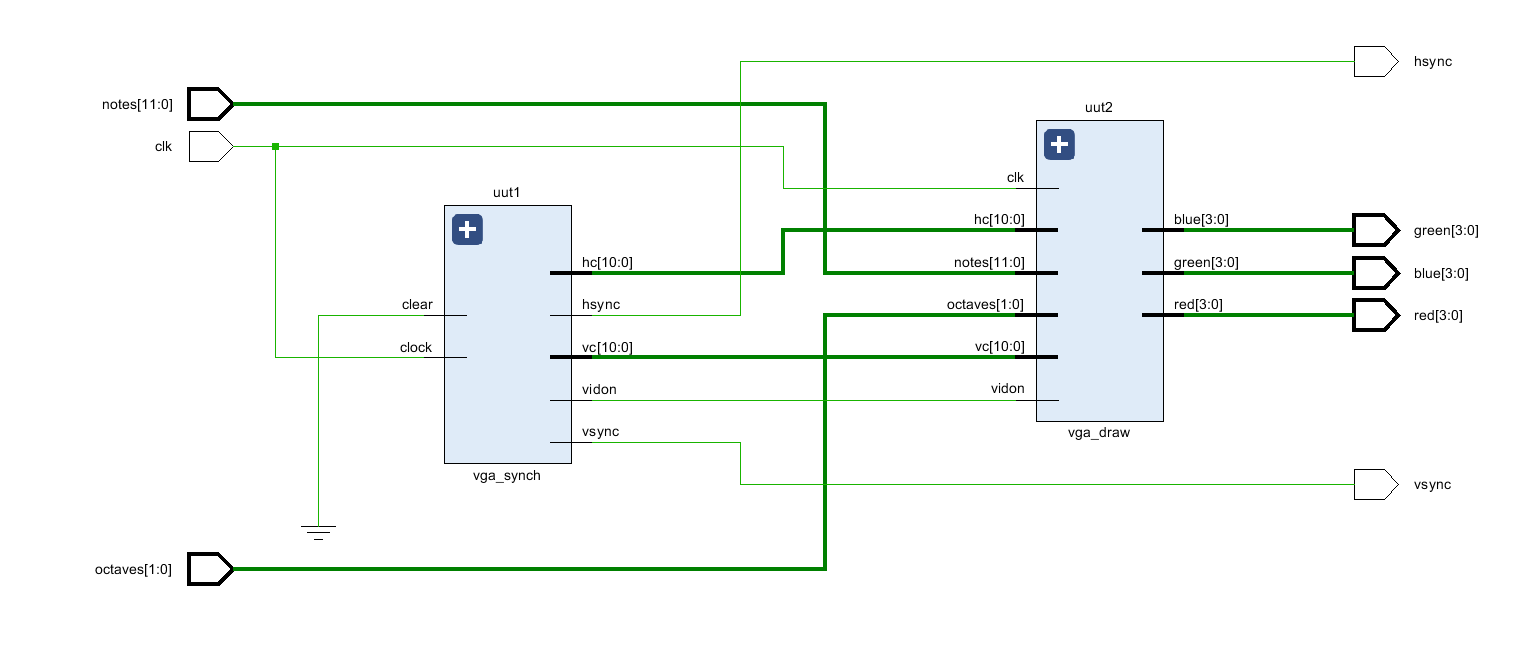 hsync
notes[11:0]
uut2
clk
clk
uut1
hc[10:0]
blue[3:0]
green[3:0]
hc[10:0]
notes[11:0]
green[3:0]
blue[3:0]
clear
hsync
octaves[1:0]
red[3:0]
red[3:0]
clock
vc[10:0]
vc[10:0]
vidon
vidon
vsync
vga_draw
vga_synch
vsync
octaves[1:0]